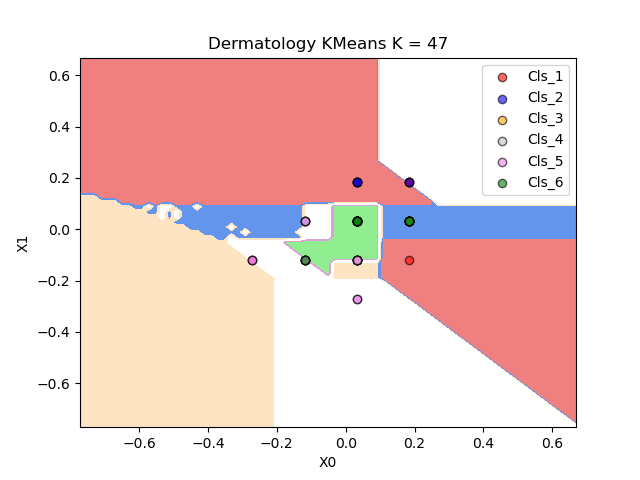 Dermatology KMeans K = 47
Cls_1
Cls_2
Cls_3
Cls_4
Cls_5
Cls_6
0.6
0.4
0.2
0.0
−0.2
−0.4
−0.6
X1
−0.6 −0.4 −0.2 0.0 0.2 0.4 0.6
X0